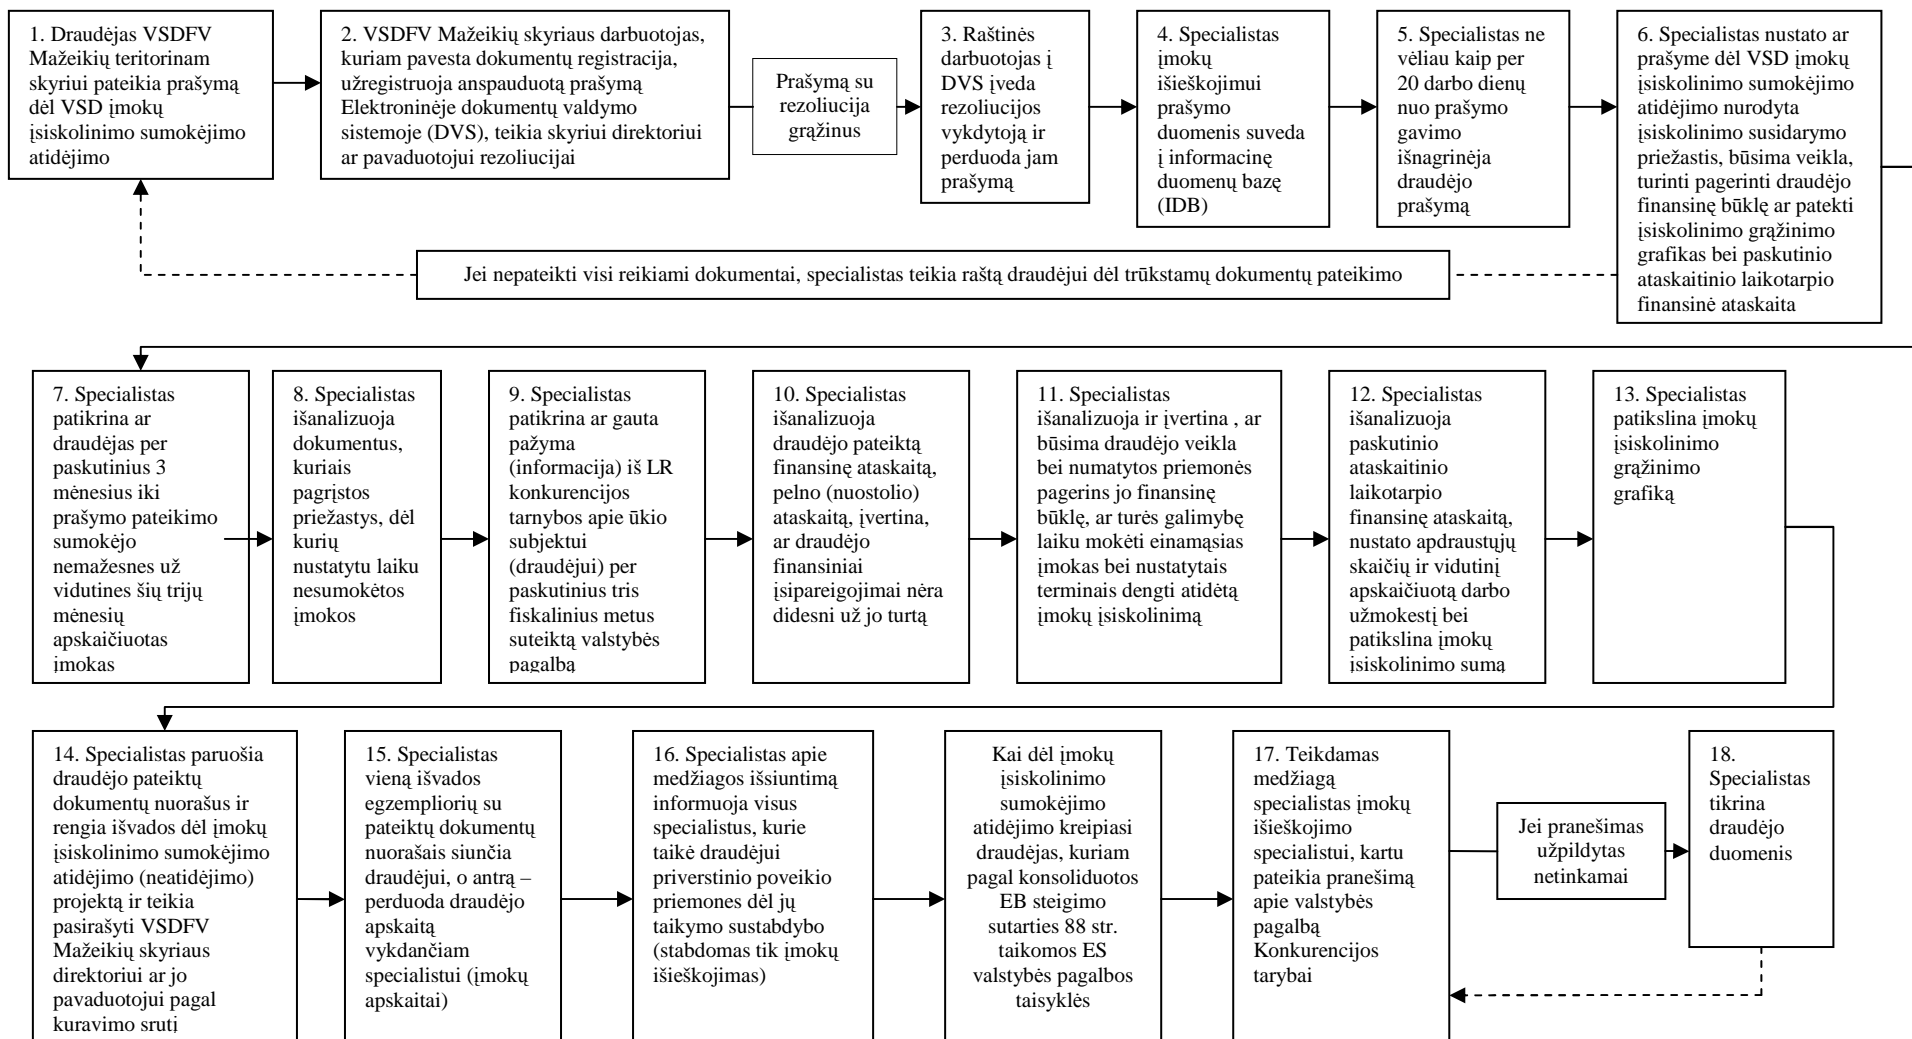 1. Draudėjas VSDFV
Mažeikių teritorinam
skyriui pateikia prašymą
dėl VSD įmokų
įsiskolinimo sumokėjimo
atidėjimo
2. VSDFV Mažeikių skyriaus darbuotojas,
kuriam pavesta dokumentų registracija,
užregistruoja anspauduotą prašymą
Elektroninėje dokumentų valdymo
sistemoje (DVS), teikia skyriui direktoriui
ar pavaduotojui rezoliucijai
Prašymą su
rezoliucija
grąžinus
3. Raštinės
darbuotojas į
DVS įveda
rezoliucijos
vykdytoją ir
perduoda jam
prašymą
4. Specialistas
įmokų
išieškojimui
prašymo
duomenis suveda
į informacinę
duomenų bazę
(IDB)
5. Specialistas ne
vėliau kaip per
20 darbo dienų
nuo prašymo
gavimo
išnagrinėja
draudėjo
prašymą
6. Specialistas nustato ar
prašyme dėl VSD įmokų
įsiskolinimo sumokėjimo
atidėjimo nurodyta
įsiskolinimo susidarymo
priežastis, būsima veikla,
turinti pagerinti draudėjo
finansinę būklę ar patekti
įsiskolinimo grąžinimo
grafikas bei paskutinio
ataskaitinio laikotarpio
finansinė ataskaita
Jei nepateikti visi reikiami dokumentai, specialistas teikia raštą draudėjui dėl trūkstamų dokumentų pateikimo
7. Specialistas
patikrina ar
draudėjas per
paskutinius 3
mėnesius iki
prašymo pateikimo
sumokėjo
nemažesnes už
vidutines šių trijų
mėnesių
apskaičiuotas
įmokas
8. Specialistas
išanalizuoja
dokumentus,
kuriais
pagrįstos
priežastys, dėl
kurių
nustatytu laiku
nesumokėtos
įmokos
9. Specialistas
patikrina ar gauta
pažyma
(informacija) iš LR
konkurencijos
tarnybos apie ūkio
subjektui
(draudėjui) per
paskutinius tris
fiskalinius metus
suteiktą valstybės
pagalbą
10. Specialistas
išanalizuoja
draudėjo pateiktą
finansinę ataskaitą,
pelno (nuostolio)
ataskaitą, įvertina,
ar draudėjo
finansiniai
įsipareigojimai nėra
didesni už jo turtą
11. Specialistas
išanalizuoja ir įvertina , ar
būsima draudėjo veikla
bei numatytos priemonės
pagerins jo finansinę
būklę, ar turės galimybę
laiku mokėti einamąsias
įmokas bei nustatytais
terminais dengti atidėtą
įmokų įsiskolinimą
12. Specialistas
išanalizuoja
paskutinio
ataskaitinio
laikotarpio
finansinę ataskaitą,
nustato apdraustųjų
skaičių ir vidutinį
apskaičiuotą darbo
užmokestį bei
patikslina įmokų
įsiskolinimo sumą
13. Specialistas
patikslina įmokų
įsiskolinimo
grąžinimo
grafiką
14. Specialistas paruošia
draudėjo pateiktų
dokumentų nuorašus ir
rengia išvados dėl įmokų
įsiskolinimo sumokėjimo
atidėjimo (neatidėjimo)
projektą ir teikia
pasirašyti VSDFV
Mažeikių skyriaus
direktoriui ar jo
pavaduotojui pagal
kuravimo srutį
15. Specialistas
vieną išvados
egzempliorių su
pateiktų dokumentų
nuorašais siunčia
draudėjui, o antrą –
perduoda draudėjo
apskaitą
vykdančiam
specialistui (įmokų
apskaitai)
16. Specialistas apie
medžiagos išsiuntimą
informuoja visus
specialistus, kurie
taikė draudėjui
priverstinio poveikio
priemones dėl jų
taikymo sustabdybo
(stabdomas tik įmokų
išieškojimas)
Kai dėl įmokų
įsiskolinimo
sumokėjimo
atidėjimo kreipiasi
draudėjas, kuriam
pagal konsoliduotos
EB steigimo
sutarties 88 str.
taikomos ES
valstybės pagalbos
taisyklės
17. Teikdamas
medžiagą
specialistas įmokų
išieškojimo
specialistui, kartu
pateikia pranešimą
apie valstybės
pagalbą
Konkurencijos
tarybai
Jei pranešimas
užpildytas
netinkamai
18.
Specialistas
tikrina
draudėjo
duomenis